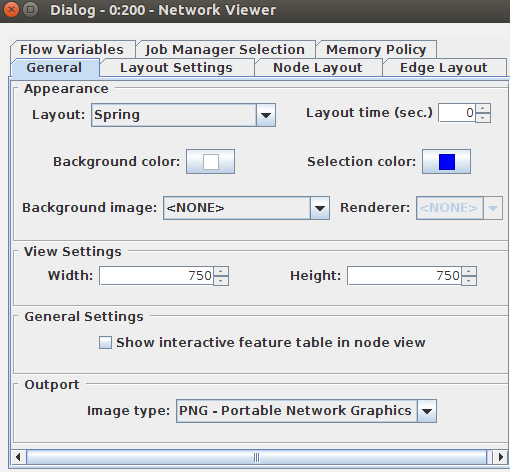 Dialog - 0:200 - Network Viewer
Flow Variables Job Manager Selection Memory Policy
General Layout Settings Node Layout Edge Layout
Appearance
Layout: Spring Layout time (sec.) 0
Background color: Selection color:
Background image: <NONE> Renderer: <NONE>
View Settings
Width: 750 Height: 750
General Settings
Show interactive feature table in node view
Outport
Image type: PNG - Portable Network Graphics